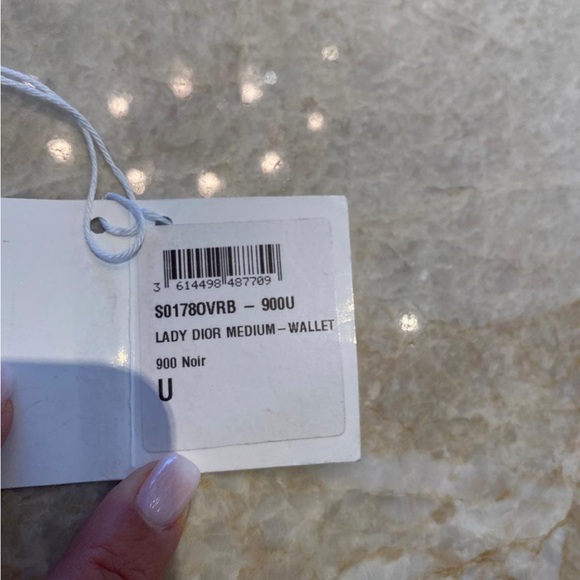 3 614498 487709
S0178OVRB - 900U
LADY DIOR MEDIUM-WALLET
900 Noir
U